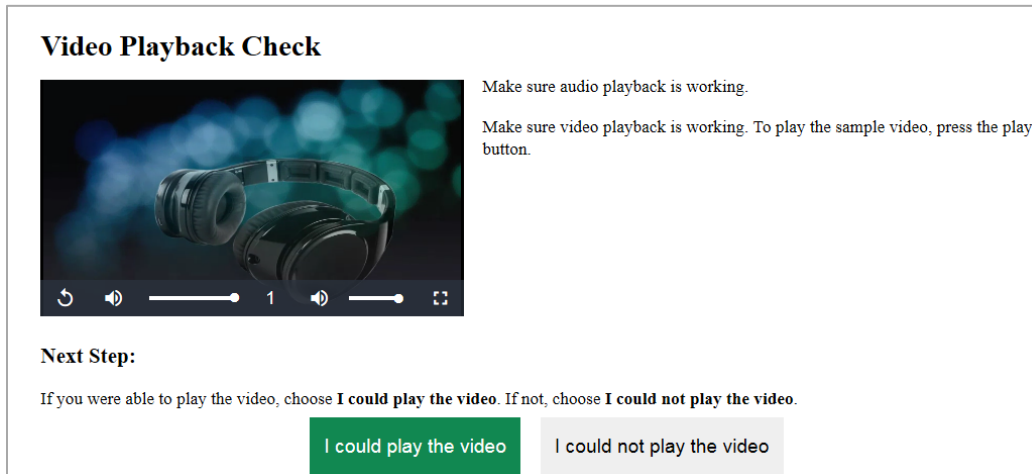 Video Playback Check
Make sure audio playback is working.
Make sure video playback is working. To play the sample video, press the play
button.
1
Next Step:
If you were able to play the video, choose I could play the video. If not, choose I could not play the video.
I could play the video
I could not play the video